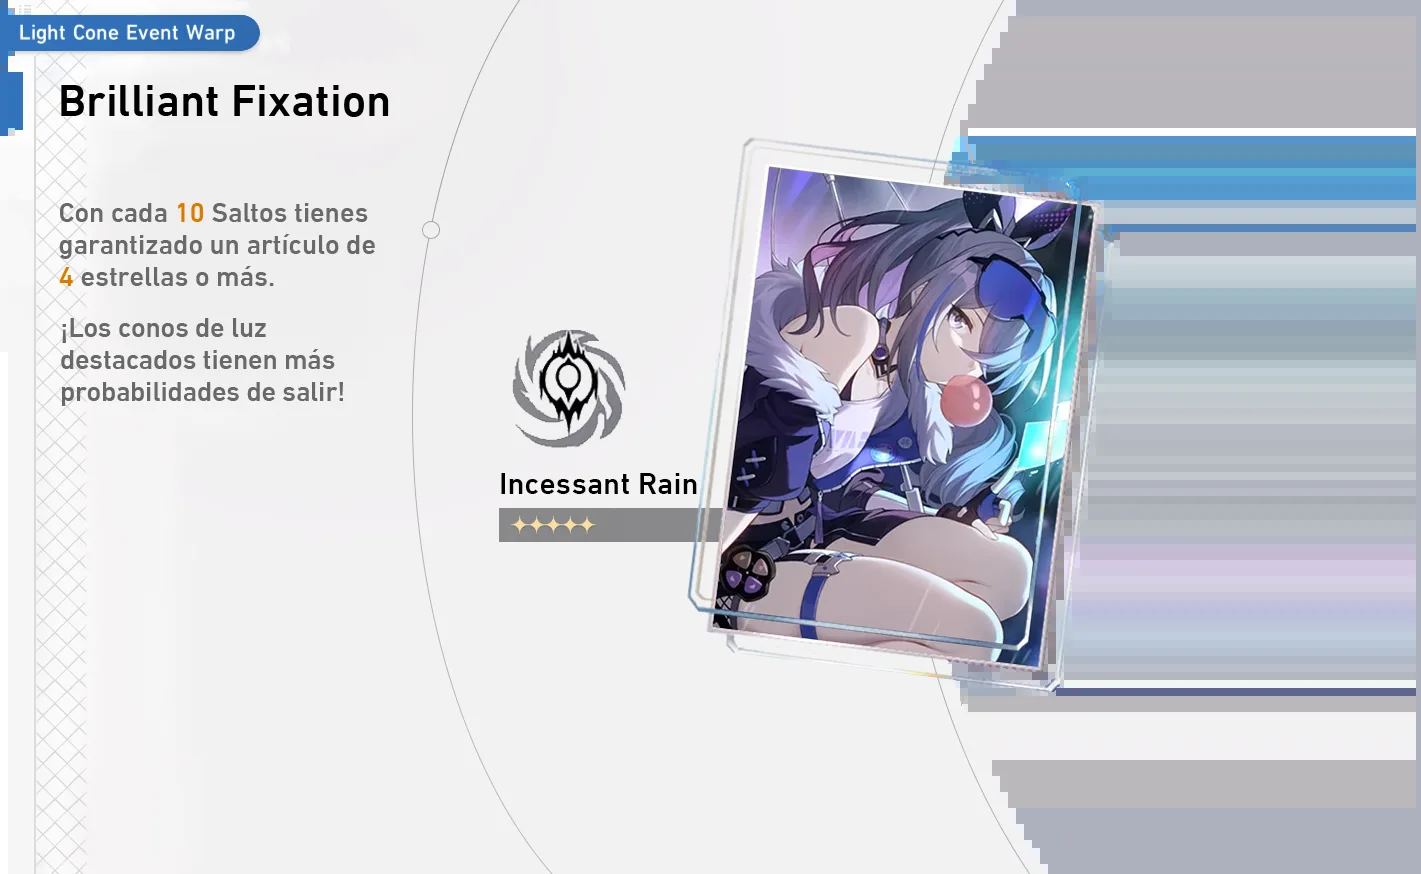 Light Cone Event Warp
Brilliant Fixation
Con cada 10 Saltos tienes
garantizado un artículo de
4 estrellas o más.
¡Los conos de luz
destacados tienen más
probabilidades de salir!
Incessant Rain